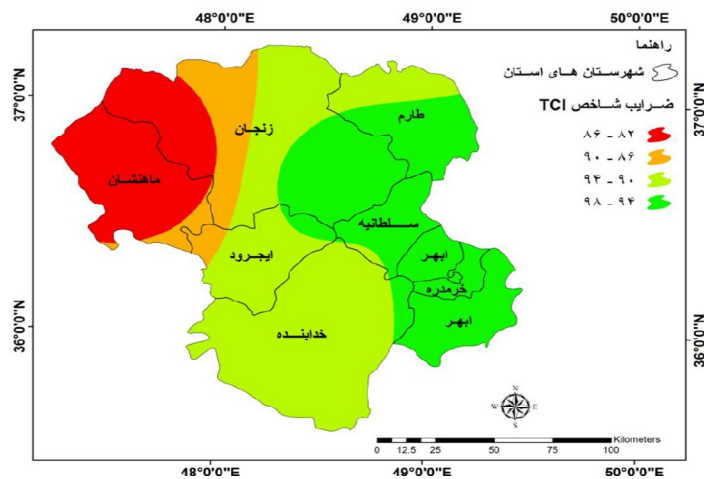 48°0'0"E 49°0'0"E 50°0'0"E
راهنما
شهرستان های استان
ضرایب شاخص TCI
۸۶ - ۸۲
۹۰ - ۸۶
۹۴ - ۹۰
۹۸ - ۹۴
37°0'0"N 37°0'0"N
طارم
زنجان
ماهنشان
سلطانیه
ایجرود
ابهر
خرمدره
ابهر
خدابنده
36°0'0"N 36°0'0"N
N
W E
S
Kilometers
0 12.5 25 50 75 100
48°0'0"E 49°0'0"E 50°0'0"E